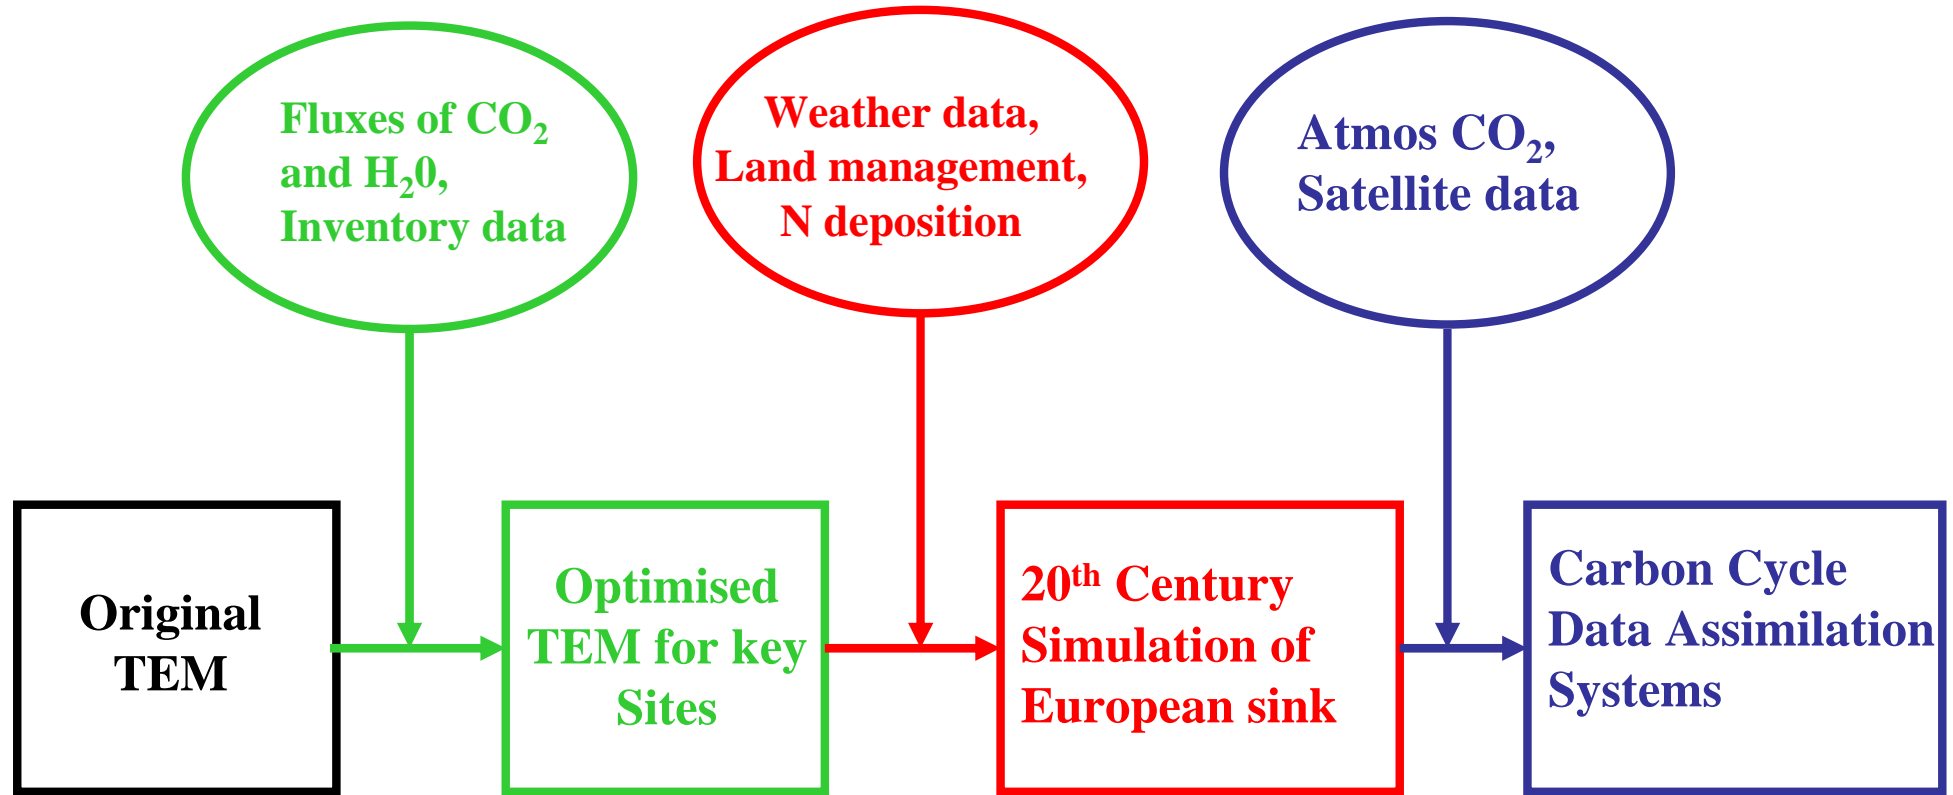 Fluxes of CO₂
and H₂0,
Inventory data
Weather data,
Land management,
N deposition
Atmos CO₂,
Satellite data
Original
TEM
Optimised
TEM for key
Sites
20th Century
Simulation of
European sink
Carbon Cycle
Data Assimilation
Systems